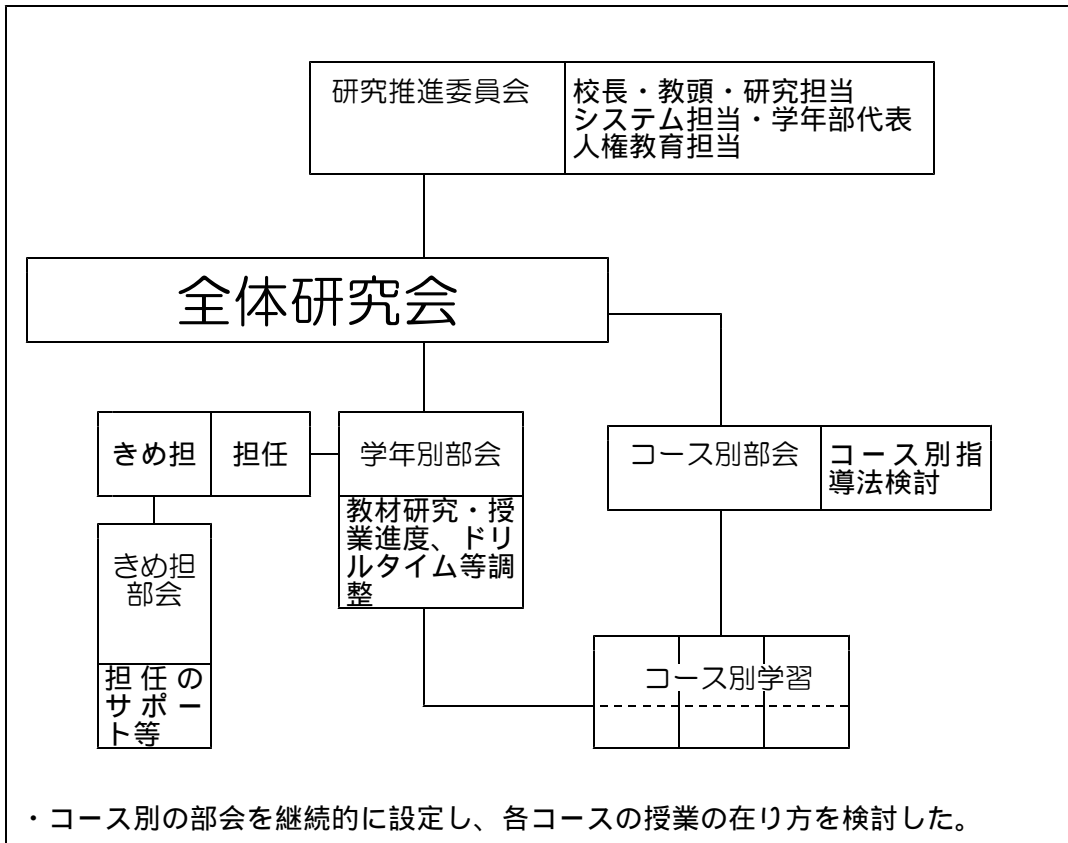 研究推進委員会
校長・教頭・研究担当
システム担当・学年部代表
人権教育担当
全体研究会
きめ担
担任
学年別部会
教材研究・授
業進度、ドリ
ルタイム等調
整
コース別部会
コース別指
導法検討
きめ担
部会
担任の
サポー
ト等
コース別学習
・コース別の部会を継続的に設定し、各コースの授業の在り方を検討した。